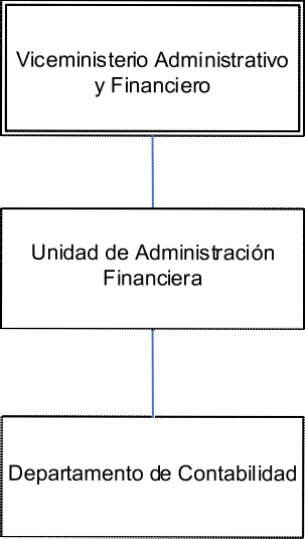 Viceministerio Administrativo
y Financiero
Unidad de Administración
Financiera
Departamento de Contabilidad